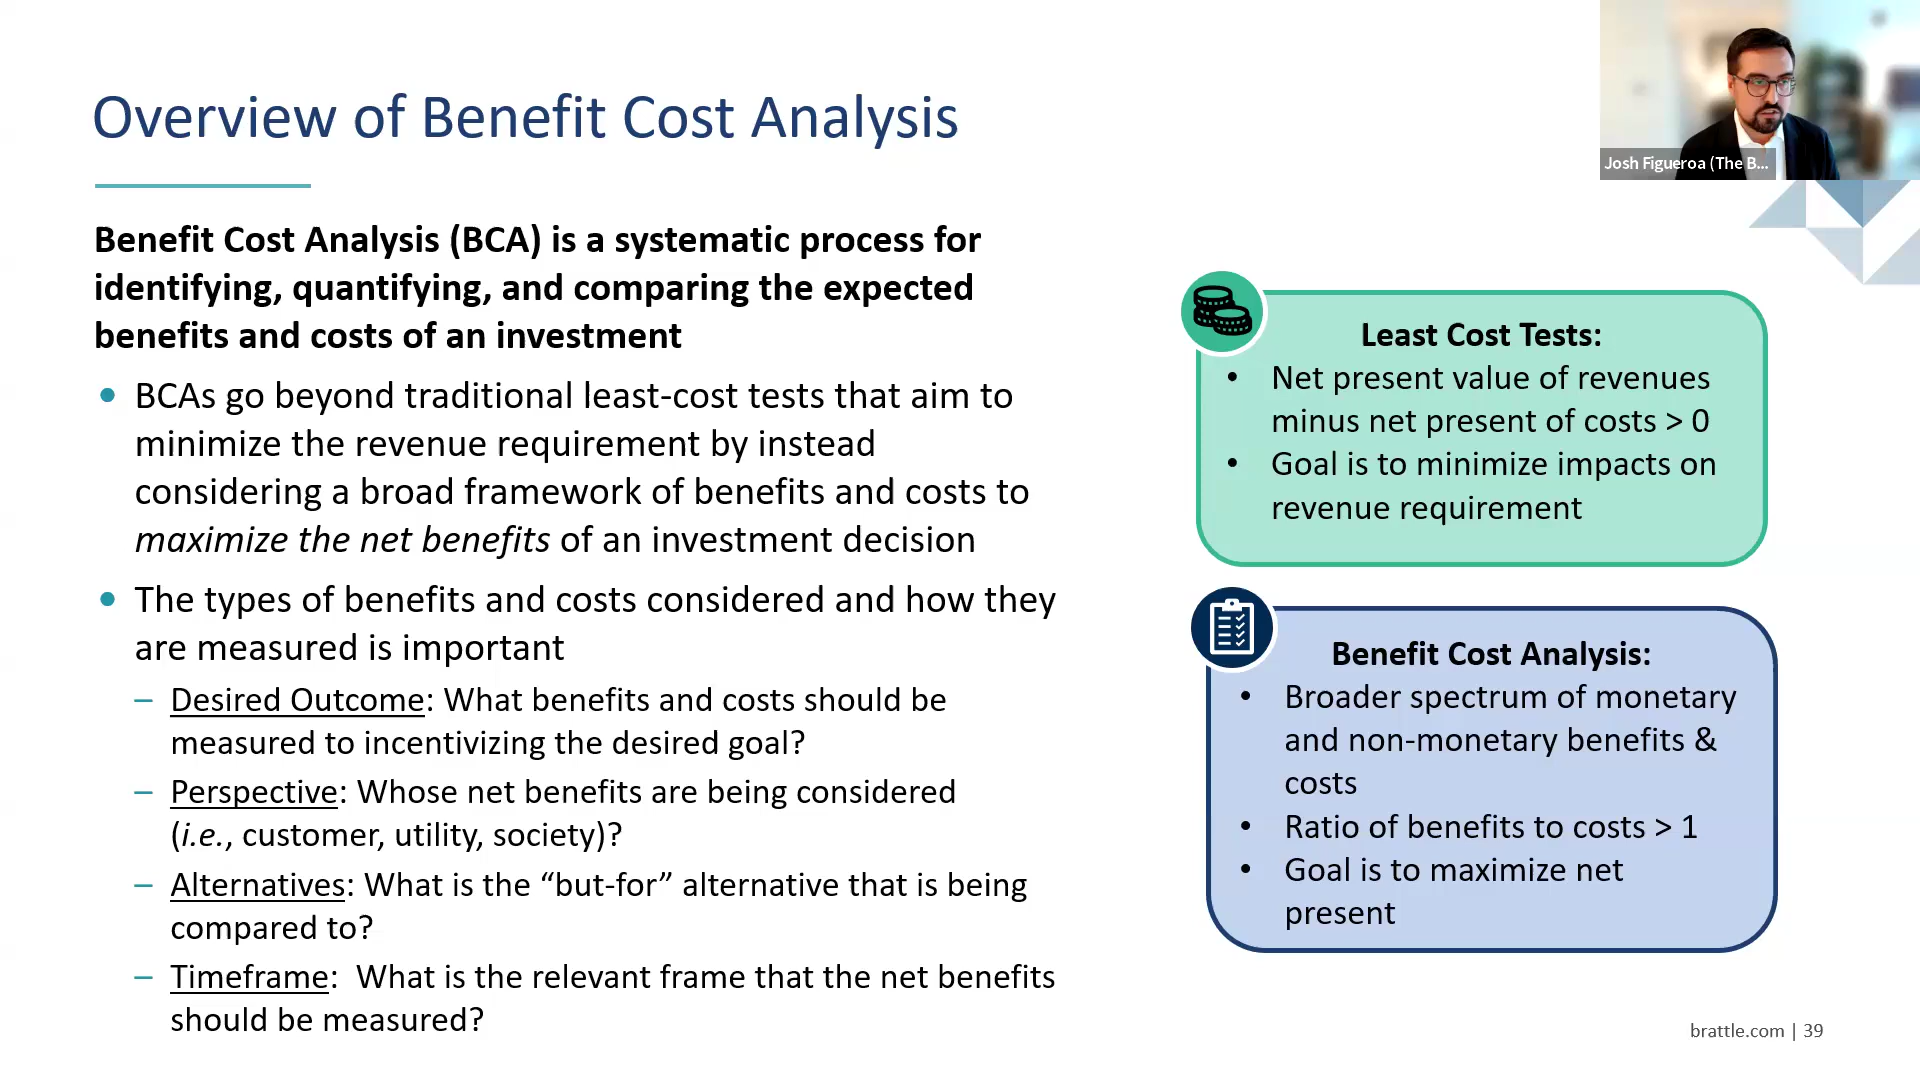 Overview of Benefit Cost Analysis
Josh Figueroa (The B...
Benefit Cost Analysis (BCA) is a systematic process for
identifying, quantifying, and comparing the expected
benefits and costs of an investment
• BCAs go beyond traditional least-cost tests that aim to
minimize the revenue requirement by instead
considering a broad framework of benefits and costs to
maximize the net benefits of an investment decision
• The types of benefits and costs considered and how they
are measured is important
– Desired Outcome: What benefits and costs should be
measured to incentivizing the desired goal?
– Perspective: Whose net benefits are being considered
(i.e., customer, utility, society)?
– Alternatives: What is the “but-for” alternative that is being
compared to?
– Timeframe:  What is the relevant frame that the net benefits
should be measured?
Least Cost Tests:
• Net present value of revenues
minus net present of costs > 0
• Goal is to minimize impacts on
revenue requirement
Benefit Cost Analysis:
• Broader spectrum of monetary
and non-monetary benefits &
costs
• Ratio of benefits to costs > 1
• Goal is to maximize net
present
brattle.com | 39